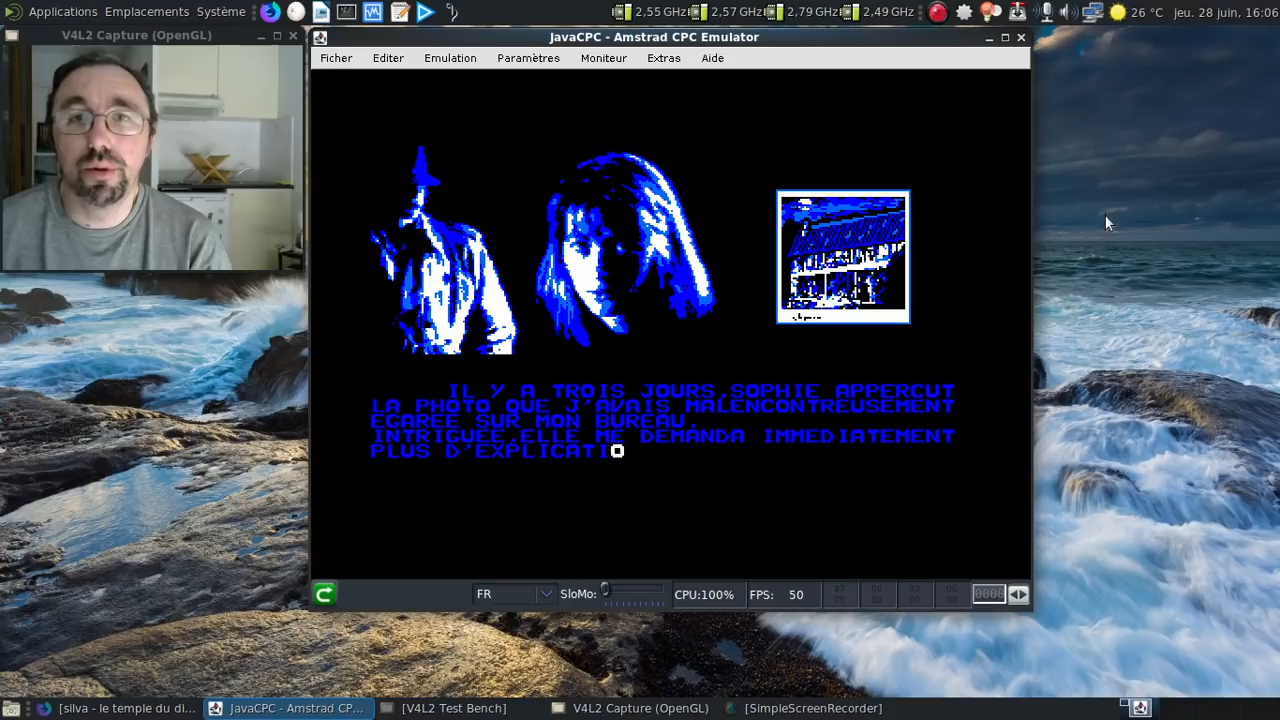 Applications Emplacements Système
2,55 GHz 2,57 GHz 2,79 GHz 2,49 GHz 26 °C jeu. 28 juin, 16:06
V4L2 Capture (OpenGL)
JavaCPC - Amstrad CPC Emulator
Ficher Editer Emulation Paramètres Moniteur Extras Aide
IL Y A TROIS JOURS,SOPHIE APPERCUT
LA PHOTO QUE J'AVAIS MALENCONTREUSEMENT
EGAREE SUR MON BUREAU.
INTRIGUEE,ELLE ME DEMANDA IMMEDIATEMENT
PLUS D'EXPLICATI
FR SloMo: CPU:100% FPS: 50
[silva - le temple du di... JavaCPC - Amstrad CP... [V4L2 Test Bench] V4L2 Capture (OpenGL) [SimpleScreenRecorder]